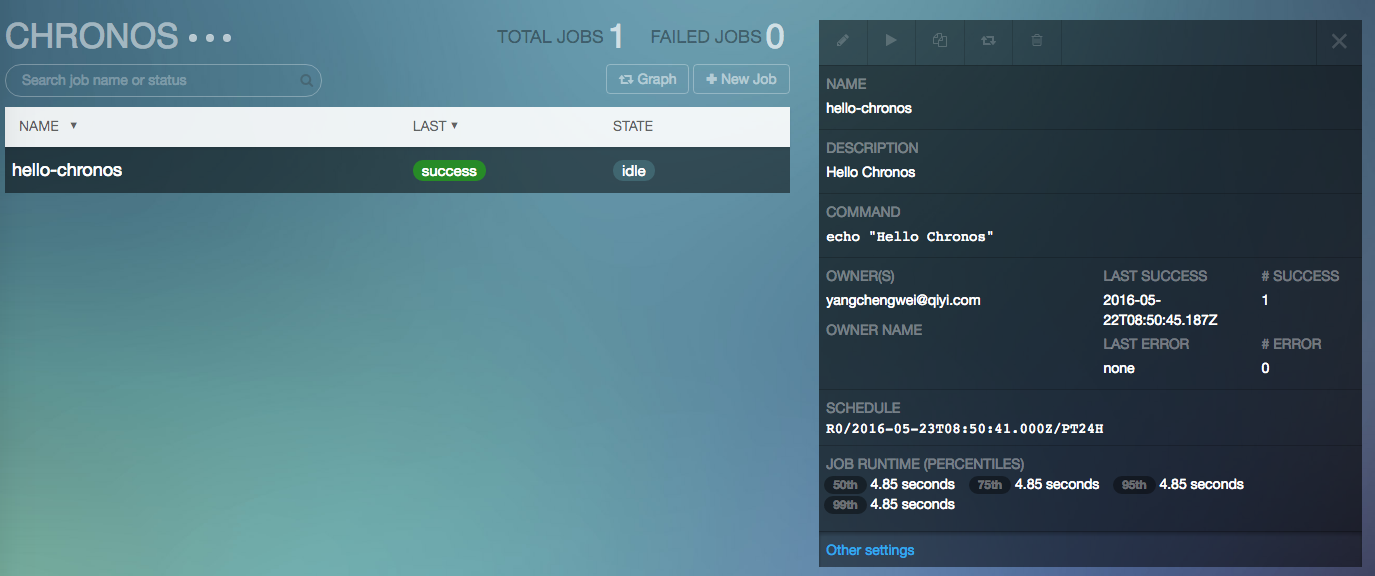 CHRONOS
TOTAL JOBS 1 FAILED JOBS 0
Search job name or status
Graph
New Job
NAME ▼ LAST ▼ STATE
hello-chronos success idle
NAME
hello-chronos
DESCRIPTION
Hello Chronos
COMMAND
echo "Hello Chronos"
OWNER(S)
yangchengwei@qiyi.com
OWNER NAME
LAST SUCCESS
2016-05-
22T08:50:45.187Z
# SUCCESS
1
LAST ERROR
none
# ERROR
0
SCHEDULE
R0/2016-05-23T08:50:41.000Z/PT24H
JOB RUNTIME (PERCENTILES)
50th 4.85 seconds 75th 4.85 seconds 95th 4.85 seconds
99th 4.85 seconds
Other settings